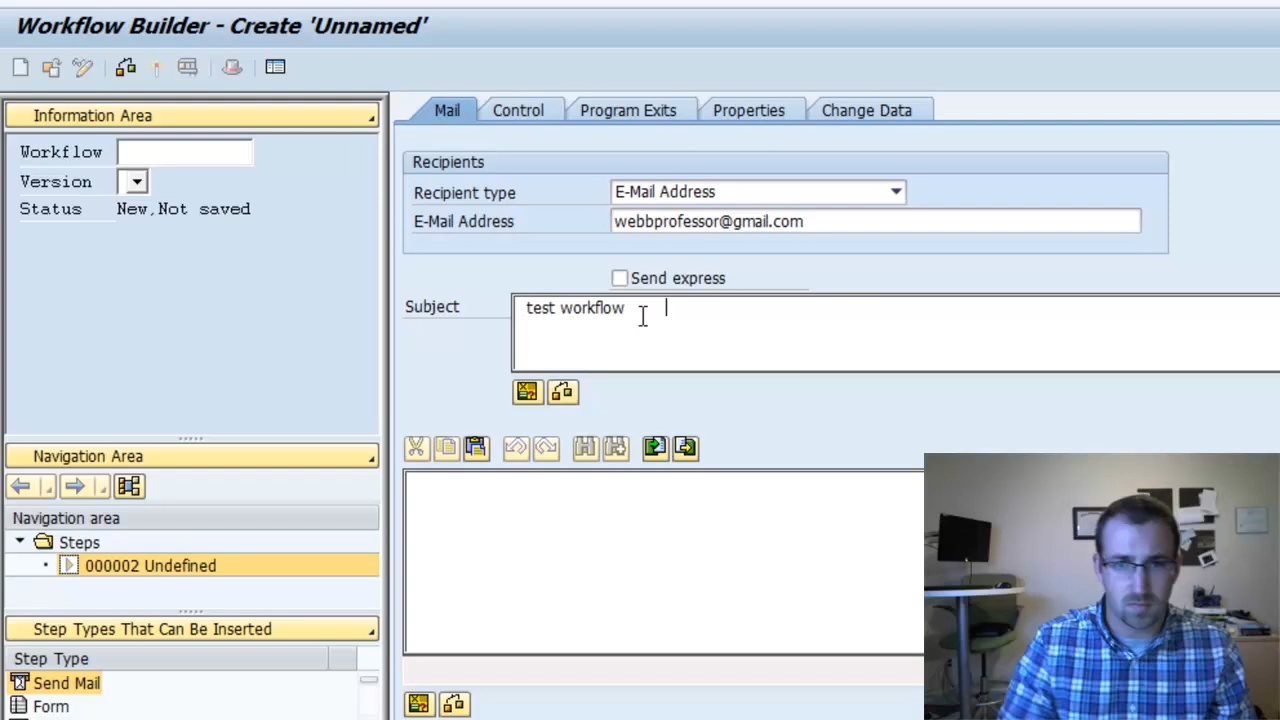 Workflow Builder - Create 'Unnamed'
Information Area
Workflow
Version
Status New,Not saved
Navigation Area
Navigation area
Steps
000002 Undefined
Step Types That Can Be Inserted
Step Type
Send Mail
Form
Mail Control Program Exits Properties Change Data
Recipients
Recipient type E-Mail Address
E-Mail Address webbprofessor@gmail.com
Send express
Subject test workflow